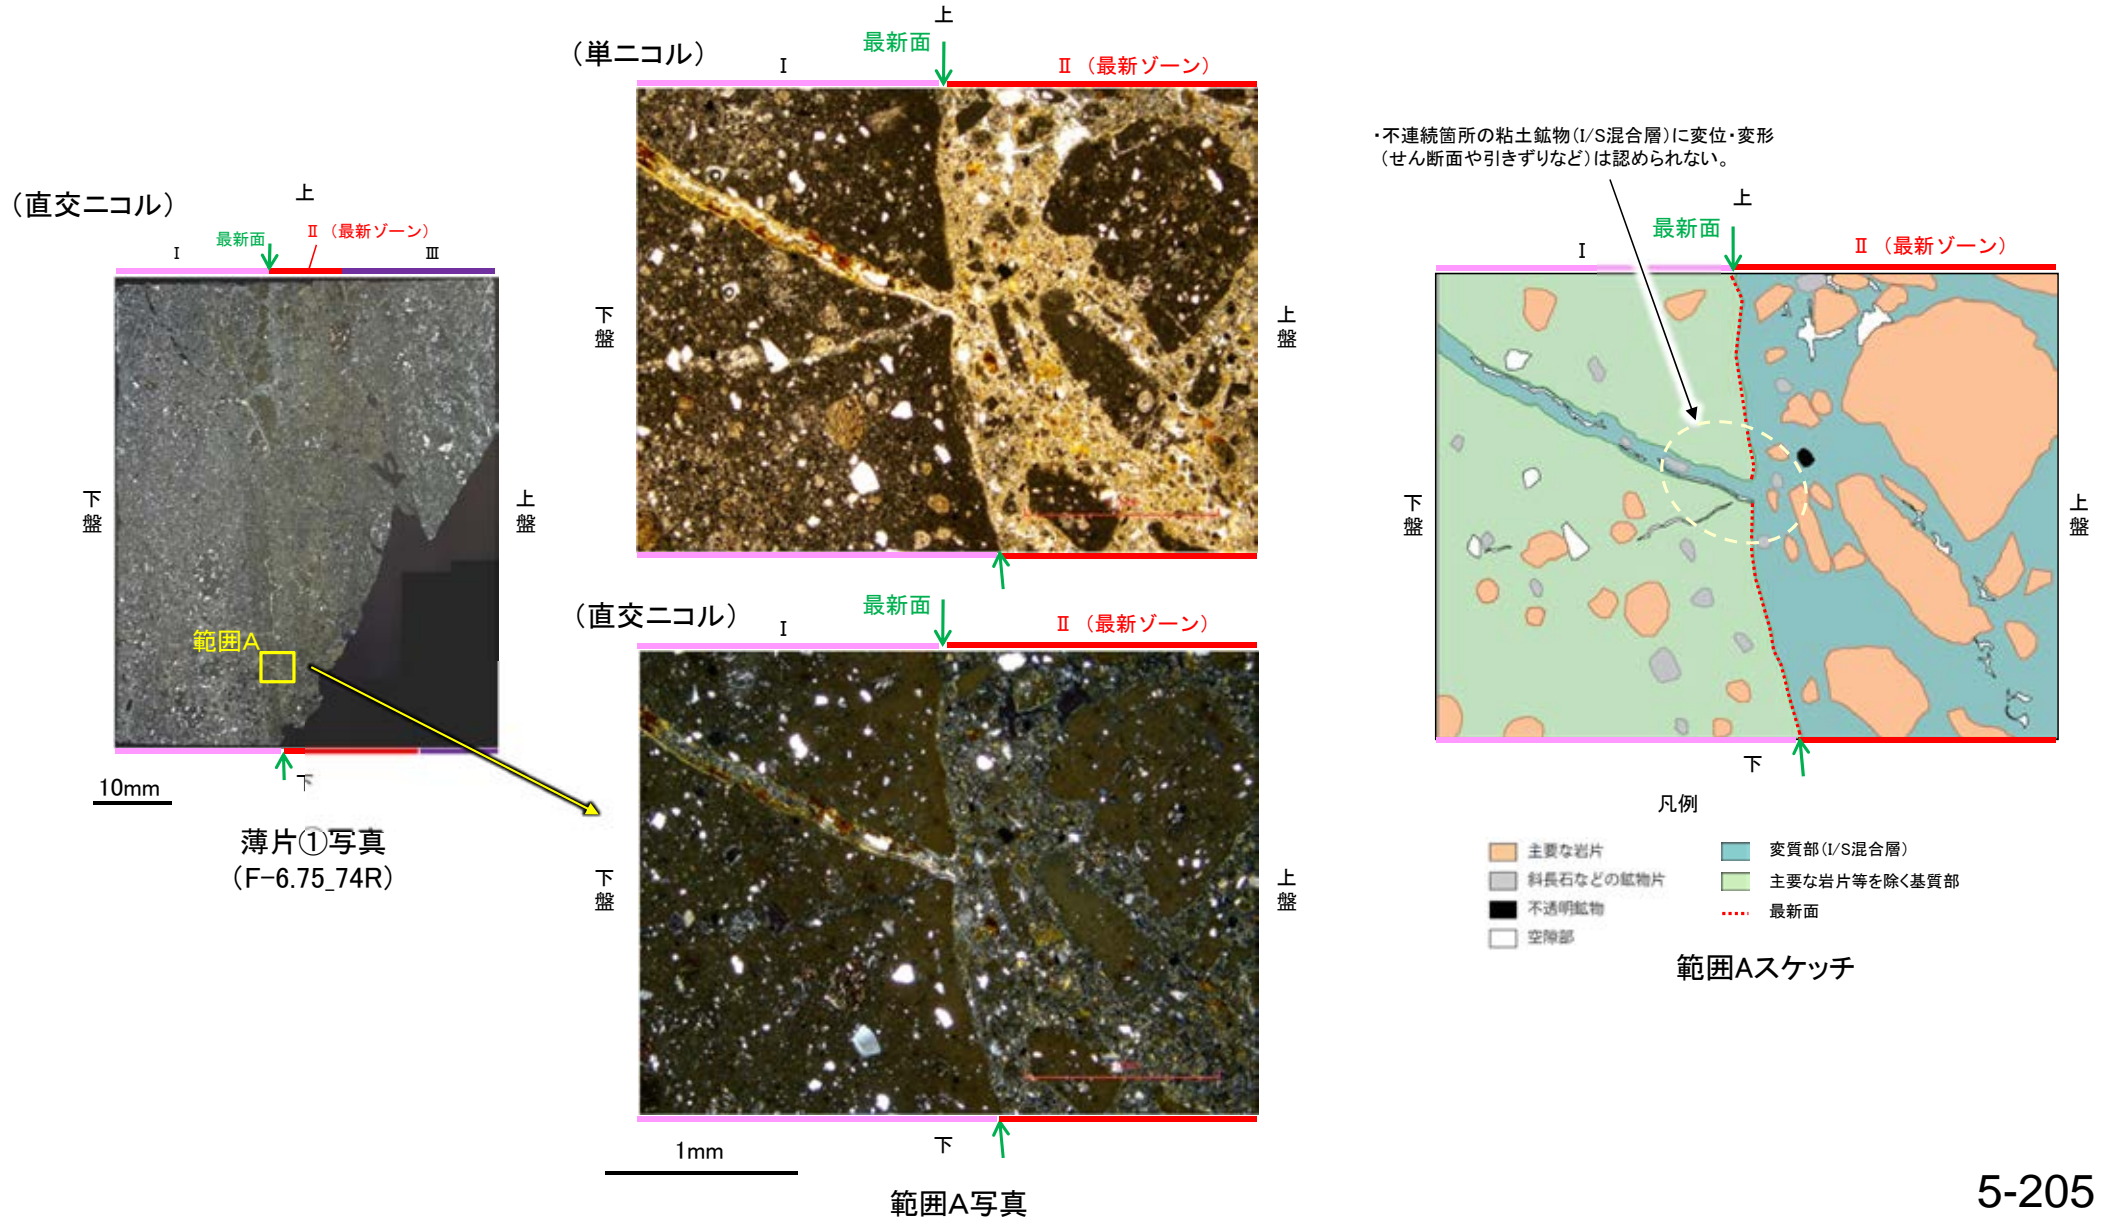 (直交ニコル)
上
最新面
Ⅱ (最新ゾーン)
Ⅰ
Ⅲ
下盤
上盤
範囲A
10mm
下
薄片①写真
(F-6.75_74R)
(単ニコル)
上
最新面
Ⅰ
Ⅱ (最新ゾーン)
下盤
上盤
(直交ニコル)
最新面
Ⅰ
Ⅱ (最新ゾーン)
下盤
上盤
下
1mm
範囲A写真
・不連続箇所の粘土鉱物(I/S混合層)に変位・変形
(せん断面や引きずりなど)は認められない。
上
最新面
Ⅰ
Ⅱ (最新ゾーン)
下盤
上盤
下
凡例
主要な岩片
斜長石などの鉱物片
不透明鉱物
空隙部
変質部(I/S混合層)
主要な岩片等を除く基質部
最新面
範囲Aスケッチ
5-205